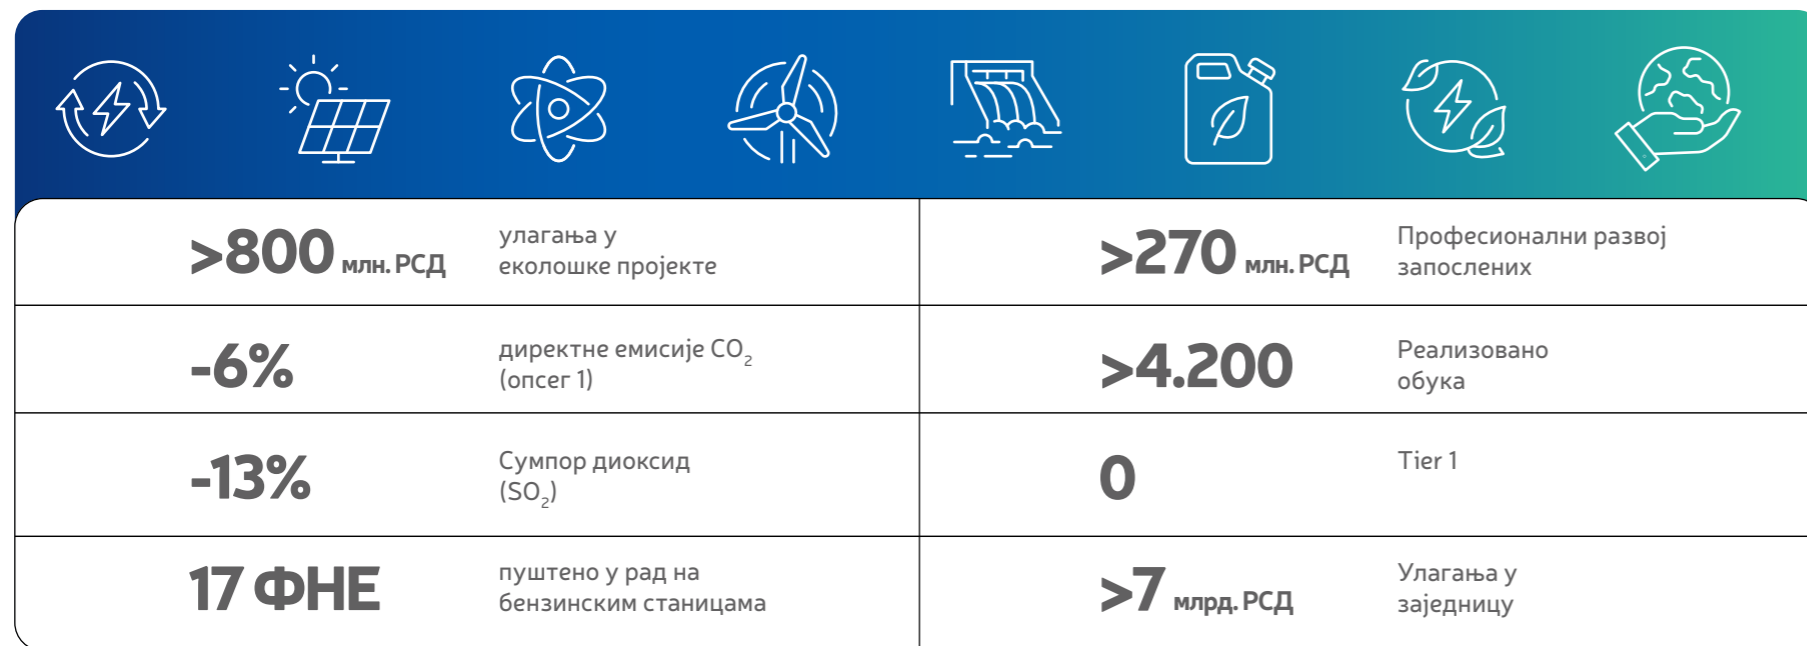 >800 млн. РСД
улагања у
еколошке пројекте
>270 млн. РСД
Професионални развој
запослених
-6%
директне емисије CO₂
(опсег 1)
>4.200
Реализовано
обука
-13%
Сумпор диоксид
(SO₂)
0
Tier 1
17 ФНЕ
пуштено у рад на
бензинским станицама
>7 млрд. РСД
Улагања у
заједницу